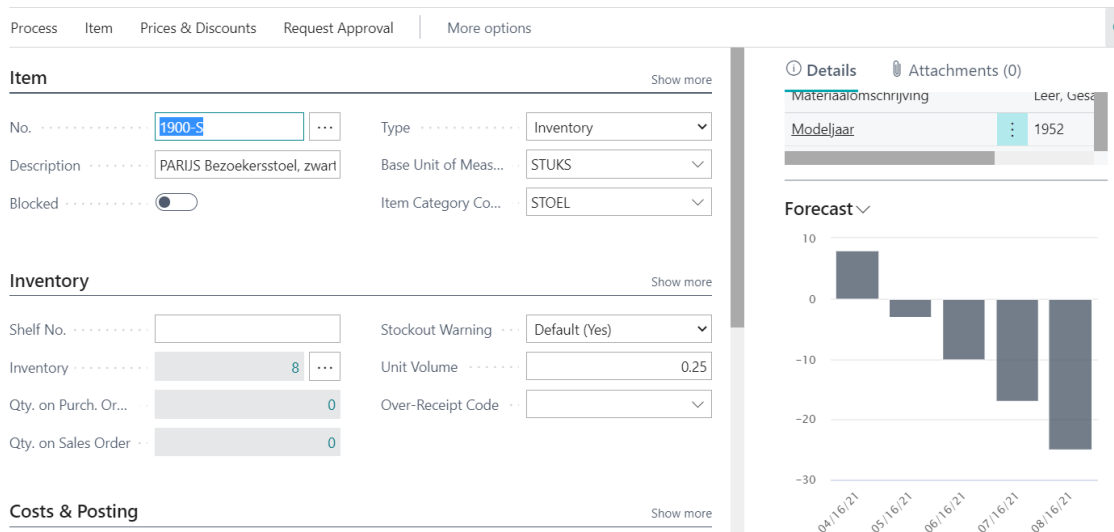 Process Item Prices & Discounts Request Approval More options
Item Show more
No. 1900-S ...
Description PARIJS Bezoekersstoel, zwart
Blocked
Type Inventory
Base Unit of Meas... STUKS
Item Category Co... STOEL
Inventory Show more
Shelf No.
Inventory 8 ...
Qty. on Purch. Or... 0
Qty. on Sales Order 0
Stockout Warning Default (Yes)
Unit Volume 0.25
Over-Receipt Code
Costs & Posting Show more
Details Attachments (0)
Materiaalomschrijving Leer, Gesa
Modeljaar 1952
Forecast
10
0
-10
-20
-30
04/16/21 05/16/21 06/16/21 07/16/21 08/16/21